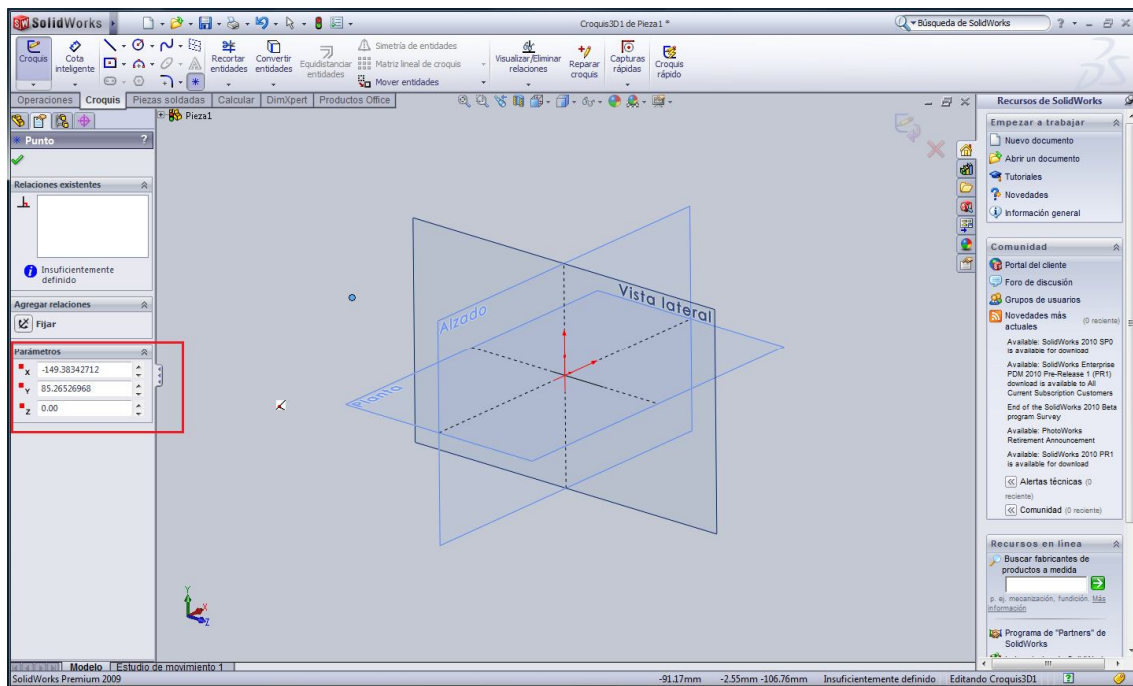 SolidWorks
Croquis3D1 de Pieza1 *
Búsqueda de SolidWorks
Croquis
Cota inteligente
Recortar entidades
Convertir entidades
Equidistanciar entidades
Simetría de entidades
Matriz lineal de croquis
Mover entidades
Visualizar/Eliminar relaciones
Reparar croquis
Capturas rápidas
Croquis rápido
Operaciones Croquis Piezas soldadas Calcular DimXpert Productos Office
Pieza1
Punto ?
Relaciones existentes
Insuficientemente
definido
Agregar relaciones
Fijar
Parámetros
X -149.38342712
Y 85.26526968
Z 0.00
Alzado
Vista lateral
Planta
Y
X
Z
Recursos de SolidWorks
Empezar a trabajar
Nuevo documento
Abrir un documento
Tutoriales
Novedades
Información general
Comunidad
Portal del cliente
Foro de discusión
Grupos de usuarios
Novedades más
actuales (0 reciente)
Available: SolidWorks 2010 SP0
is available for download
Available: SolidWorks Enterprise
PDM 2010 Pre-Release 1 (PR1)
download is available to All
Current Subscription Customers
End of the SolidWorks 2010 Beta
program Survey
Available: PhotoWorks
Retirement Announcement
Available: SolidWorks 2010 PR1
is available for download
Alertas técnicas (0
reciente)
Comunidad (0 reciente)
Recursos en línea
Buscar fabricantes de
productos a medida
p. ej. mecanización, fundición. Más
información
Programa de "Partners" de
SolidWorks
Modelo Estudio de movimiento 1
SolidWorks Premium 2009 -91.17mm -2.55mm -106.76mm Insuficientemente definido Editando Croquis3D1